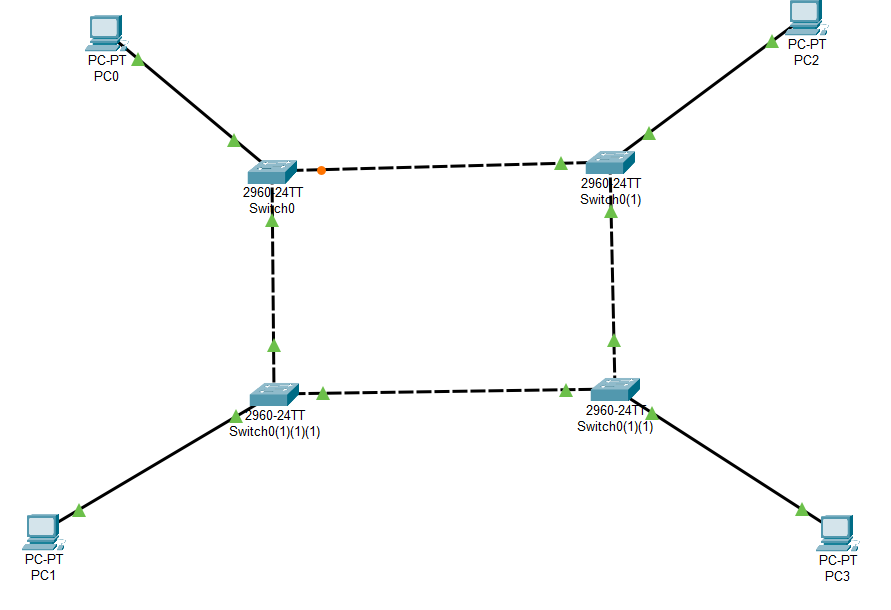 PC-PT
PC0
PC-PT
PC2
2960-24TT
Switch0
2960-24TT
Switch0(1)
2960-24TT
Switch0(1)(1)(1)
2960-24TT
Switch0(1)(1)
PC-PT
PC1
PC-PT
PC3